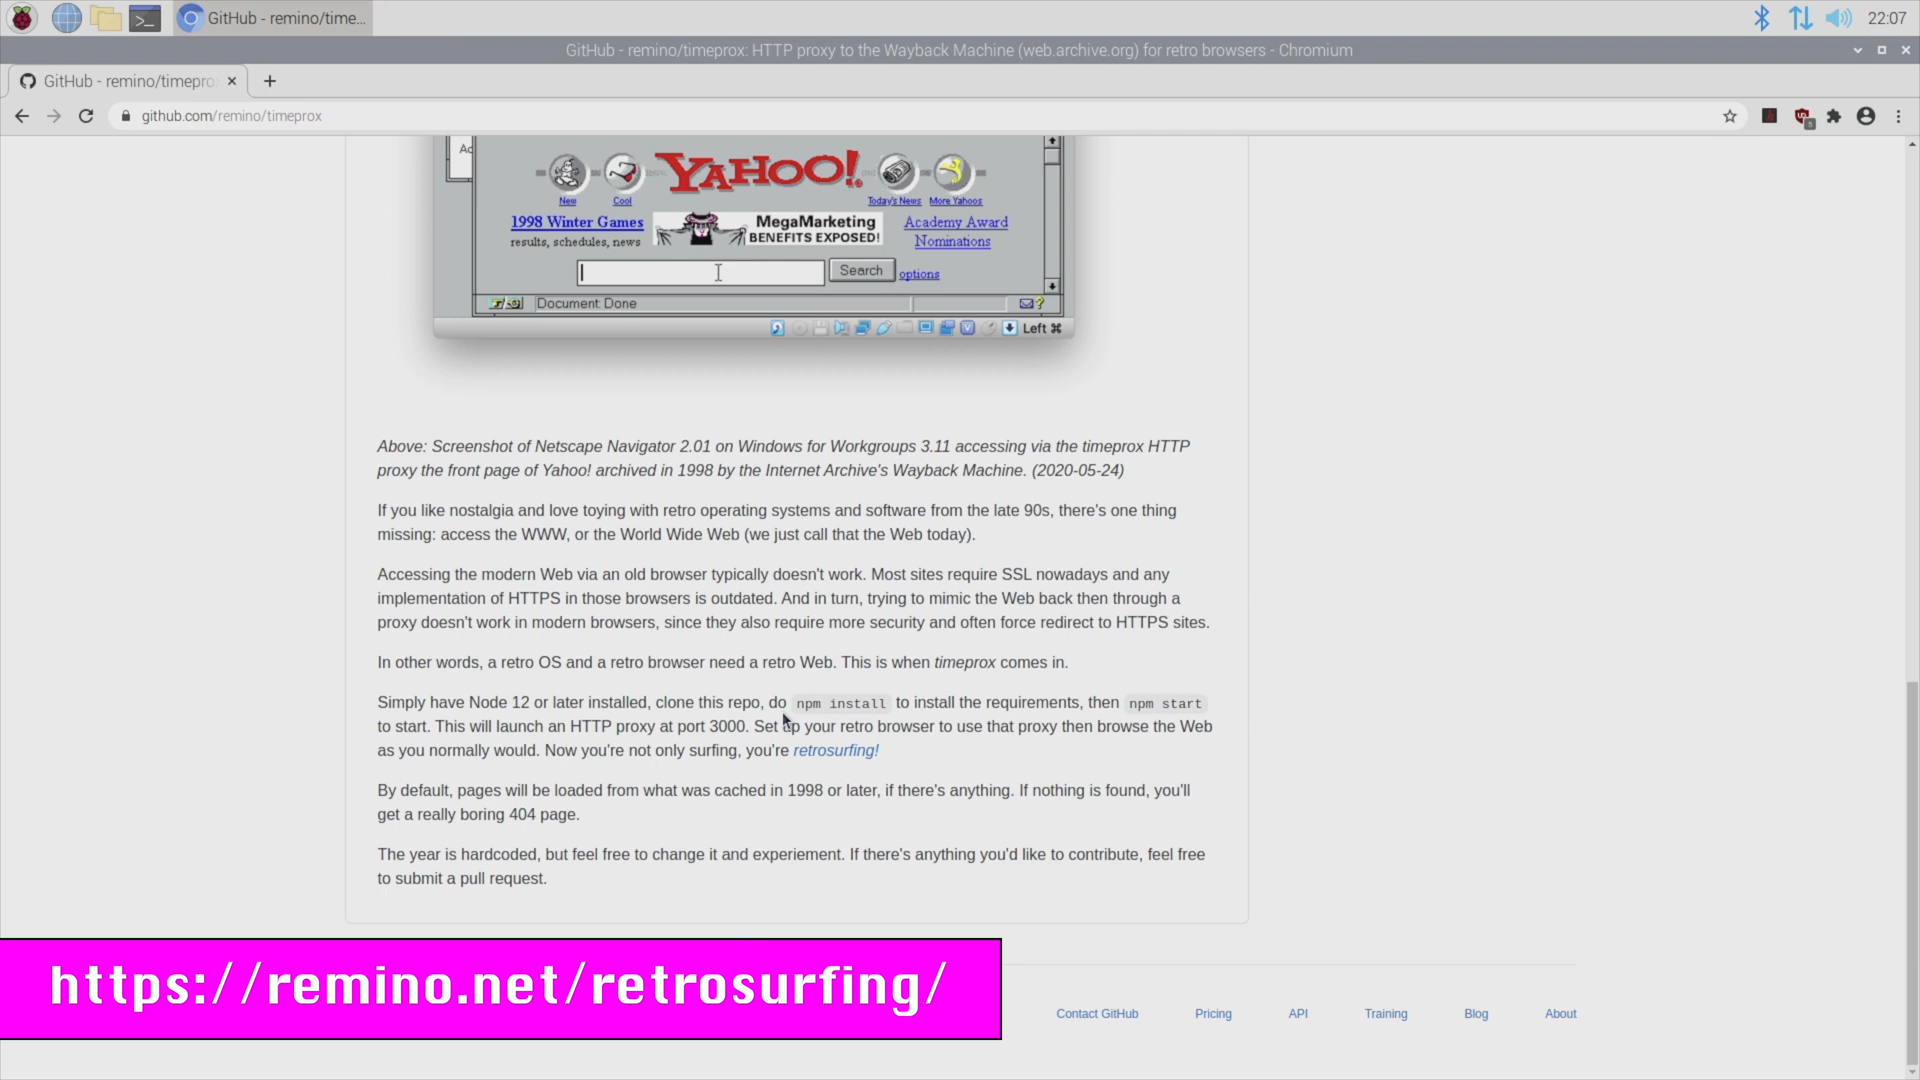 GitHub - remino/time... 22:07
GitHub - remino/timeprox: HTTP proxy to the Wayback Machine (web.archive.org) for retro browsers - Chromium
GitHub - remino/timepro
github.com/remino/timeprox
Ac
YAHOO!
New Cool Today's News More Yahoos
1998 Winter Games MegaMarketing Academy Award
results, schedules, news BENEFITS EXPOSED! Nominations
Search options
Document: Done
Left ⌘
Above: Screenshot of Netscape Navigator 2.01 on Windows for Workgroups 3.11 accessing via the timeprox HTTP
proxy the front page of Yahoo! archived in 1998 by the Internet Archive's Wayback Machine. (2020-05-24)
If you like nostalgia and love toying with retro operating systems and software from the late 90s, there's one thing
missing: access the WWW, or the World Wide Web (we just call that the Web today).
Accessing the modern Web via an old browser typically doesn't work. Most sites require SSL nowadays and any
implementation of HTTPS in those browsers is outdated. And in turn, trying to mimic the Web back then through a
proxy doesn't work in modern browsers, since they also require more security and often force redirect to HTTPS sites.
In other words, a retro OS and a retro browser need a retro Web. This is when timeprox comes in.
Simply have Node 12 or later installed, clone this repo, do npm install to install the requirements, then npm start
to start. This will launch an HTTP proxy at port 3000. Set up your retro browser to use that proxy then browse the Web
as you normally would. Now you're not only surfing, you're retrosurfing!
By default, pages will be loaded from what was cached in 1998 or later, if there's anything. If nothing is found, you'll
get a really boring 404 page.
The year is hardcoded, but feel free to change it and experiement. If there's anything you'd like to contribute, feel free
to submit a pull request.
https://remino.net/retrosurfing/
Contact GitHub Pricing API Training Blog About